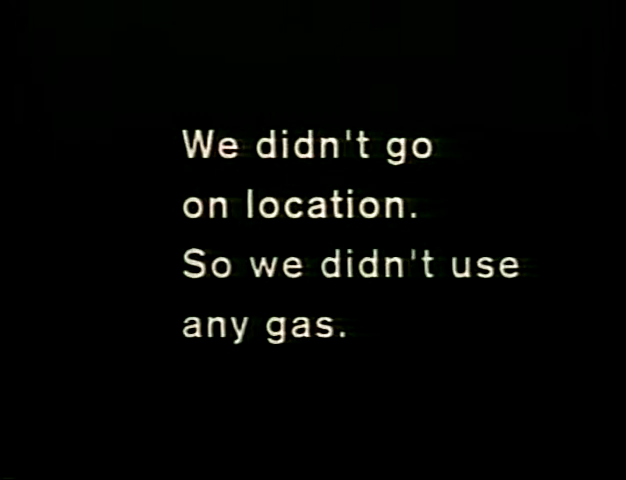 We didn't go
on location.
So we didn't use
any gas.